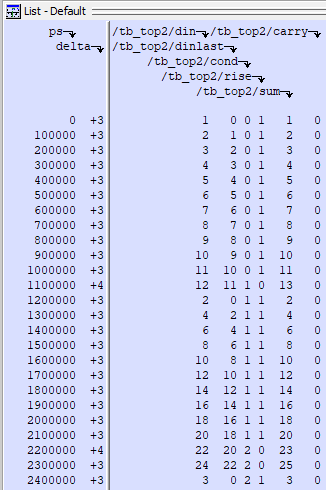 List - Default
ps /tb_top2/din /tb_top2/carry
delta /tb_top2/dinlast
/tb_top2/cond
/tb_top2/rise
/tb_top2/sum
0 +3 1 0 0 1 1 0
100000 +3 2 1 0 1 2 0
200000 +3 3 2 0 1 3 0
300000 +3 4 3 0 1 4 0
400000 +3 5 4 0 1 5 0
500000 +3 6 5 0 1 6 0
600000 +3 7 6 0 1 7 0
700000 +3 8 7 0 1 8 0
800000 +3 9 8 0 1 9 0
900000 +3 10 9 0 1 10 0
1000000 +3 11 10 0 1 11 0
1100000 +4 12 11 1 0 13 0
1200000 +3 2 0 1 1 2 0
1300000 +3 4 2 1 1 4 0
1400000 +3 6 4 1 1 6 0
1500000 +3 8 6 1 1 8 0
1600000 +3 10 8 1 1 10 0
1700000 +3 12 10 1 1 12 0
1800000 +3 14 12 1 1 14 0
1900000 +3 16 14 1 1 16 0
2000000 +3 18 16 1 1 18 0
2100000 +3 20 18 1 1 20 0
2200000 +4 22 20 2 0 23 0
2300000 +3 24 22 2 0 25 0
2400000 +3 3 0 2 1 3 0